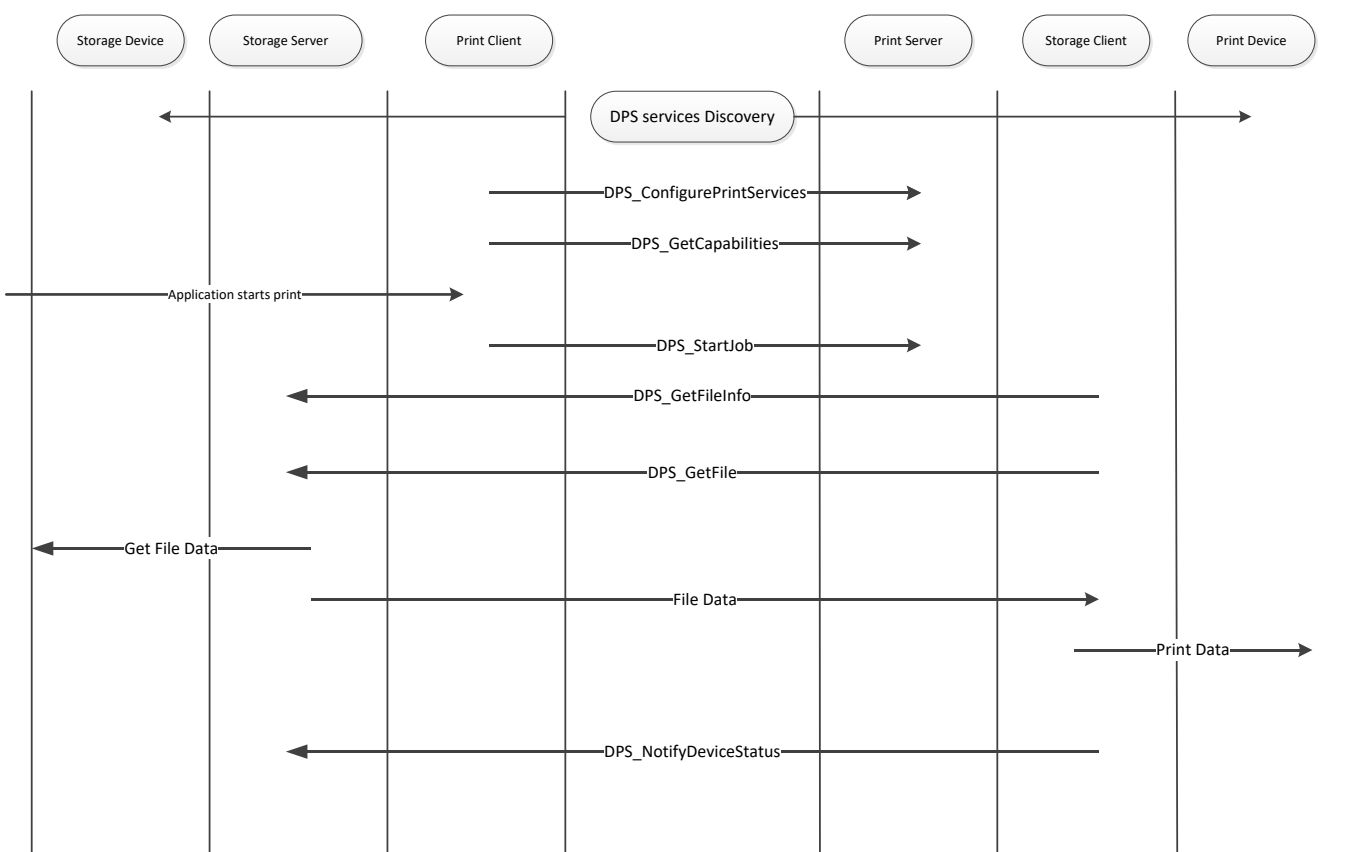 Storage Device
Storage Server
Print Client
Print Server
Storage Client
Print Device
DPS services Discovery
DPS_ConfigurePrintServices
DPS_GetCapabilities
Application starts print
DPS_StartJob
DPS_GetFileInfo
DPS_GetFile
Get File Data
File Data
Print Data
DPS_NotifyDeviceStatus